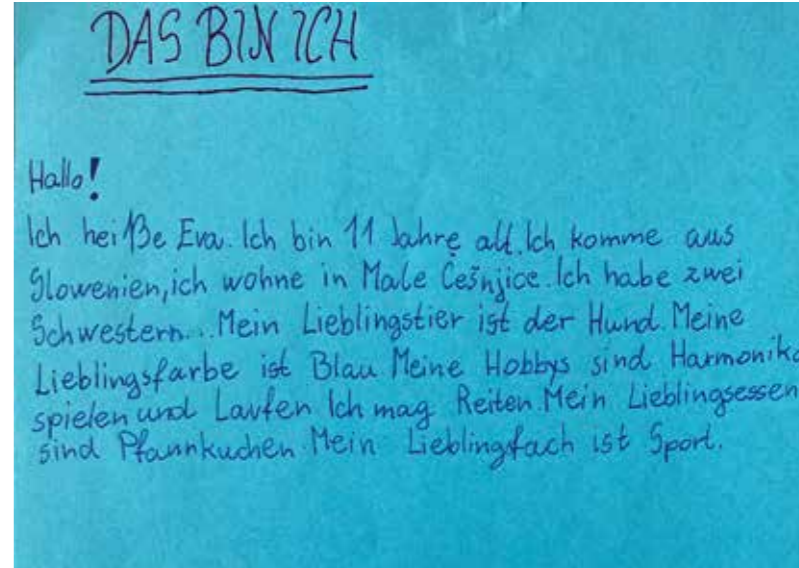 DAS BIN ICH
Hallo!
Ich heiße Eva. Ich bin 11 Jahre alt. Ich komme aus
Slowenien, ich wohne in Male Češnjice. Ich habe zwei
Schwestern... Mein Lieblingstier ist der Hund. Meine
Lieblingsfarbe ist Blau. Meine Hobbys sind Harmonika
spielen und Laufen. Ich mag Reiten. Mein Lieblingsessen
sind Pfannkuchen. Mein Lieblingfach ist Sport.